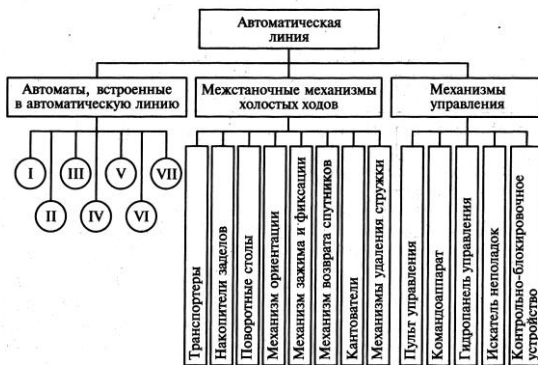 Автоматическая
линия
Автоматы, встроенные
в автоматическую линию
Межстаночные механизмы
холостых ходов
Механизмы
управления
I
III
V
VII
II
IV
VI
Транспортеры
Накопители заделов
Поворотные столы
Механизм ориентации
Механизм зажима и фиксации
Механизм возврата спутников
Кантователи
Механизмы удаления стружки
Пульт управления
Командоаппарат
Гидропанель управления
Искатель неполадок
Контрольно-блокировочное
устройство